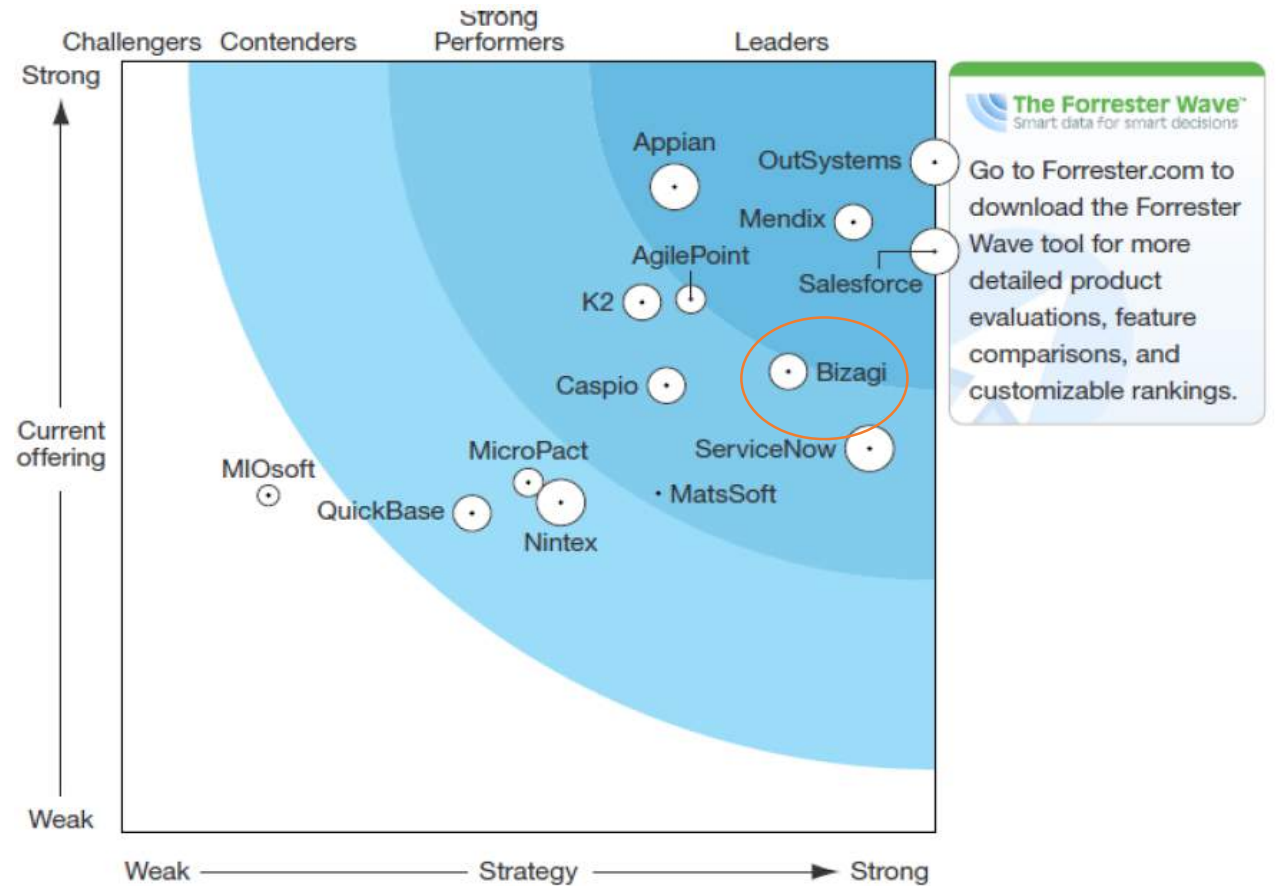 Strong
Challengers Contenders Performers Leaders
Strong
The Forrester Wave™
Smart data for smart decisions
Go to Forrester.com to
download the Forrester
Wave tool for more
detailed product
evaluations, feature
comparisons, and
customizable rankings.
Appian
OutSystems
Mendix
AgilePoint
Salesforce
K2
Bizagi
Caspio
Current
offering
ServiceNow
MicroPact
MIOsoft
MatsSoft
QuickBase
Nintex
Weak
Weak Strategy Strong